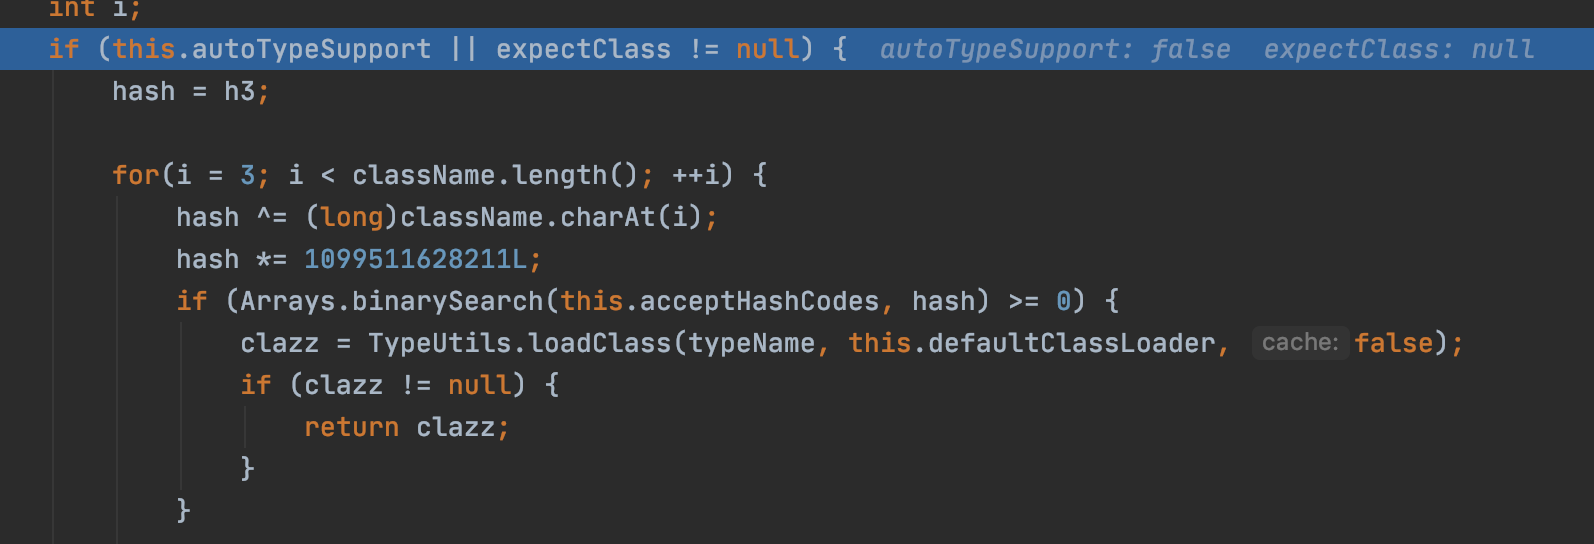 int i;
if (this.autoTypeSupport || expectClass != null) { autoTypeSupport: false expectClass: null
hash = h3;
for(i = 3; i < className.length(); ++i) {
hash ^= (long)className.charAt(i);
hash *= 1099511628211L;
if (Arrays.binarySearch(this.acceptHashCodes, hash) >= 0) {
clazz = TypeUtils.loadClass(typeName, this.defaultClassLoader, cache: false);
if (clazz != null) {
return clazz;
}
}